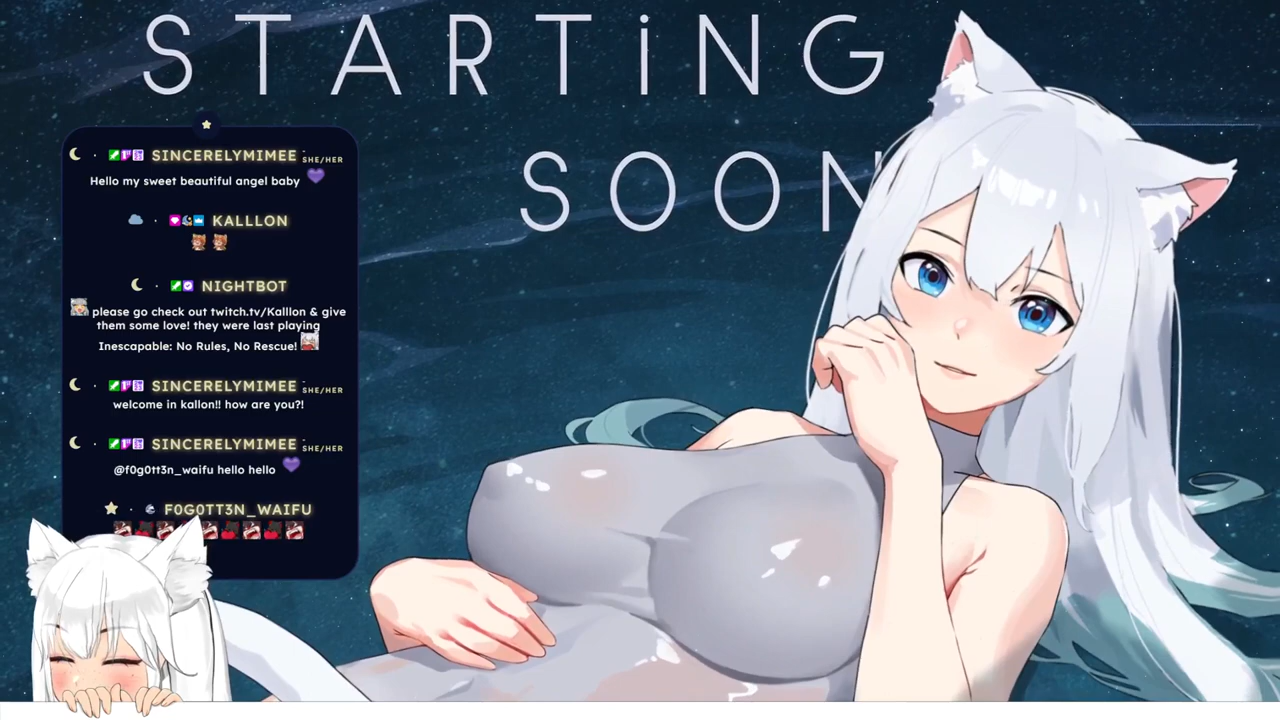 STARTiNG
SOON
SINCERELYMIMEE - SHE/HER
Hello my sweet beautiful angel baby
KALLLON
NIGHTBOT
please go check out twitch.tv/Kalllon & give
them some love! they were last playing
Inescapable: No Rules, No Rescue!
SINCERELYMIMEE - SHE/HER
welcome in kallon!! how are you?!
SINCERELYMIMEE - SHE/HER
@f0g0tt3n_waifu hello hello
F0G0TT3N_WAIFU